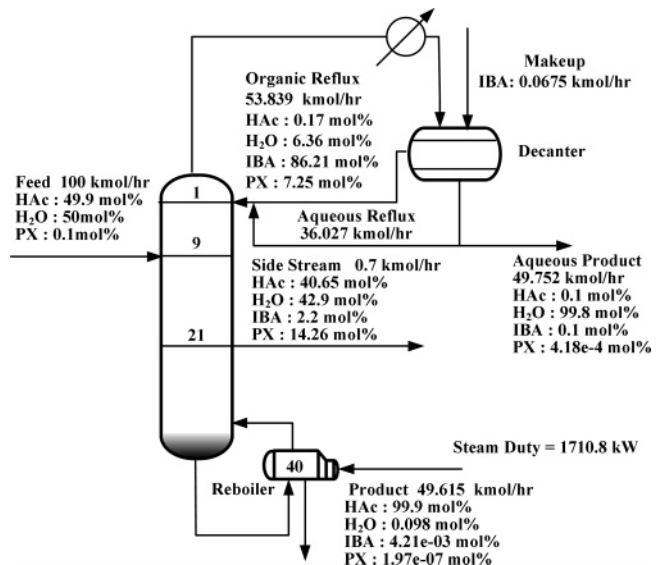 Makeup
IBA: 0.0675 kmol/hr
Organic Reflux
53.839 kmol/hr
HAc : 0.17 mol%
H₂O : 6.36 mol%
IBA : 86.21 mol%
PX : 7.25 mol%
Decanter
Feed 100 kmol/hr
HAc : 49.9 mol%
H₂O : 50mol%
PX : 0.1mol%
1
9
21
Aqueous Reflux
36.027 kmol/hr
Side Stream 0.7 kmol/hr
HAc : 40.65 mol%
H₂O : 42.9 mol%
IBA : 2.2 mol%
PX : 14.26 mol%
Aqueous Product
49.752 kmol/hr
HAc : 0.1 mol%
H₂O : 99.8 mol%
IBA : 0.1 mol%
PX : 4.18e-4 mol%
Steam Duty = 1710.8 kW
40
Reboiler
Product 49.615 kmol/hr
HAc : 99.9 mol%
H₂O : 0.098 mol%
IBA : 4.21e-03 mol%
PX : 1.97e-07 mol%